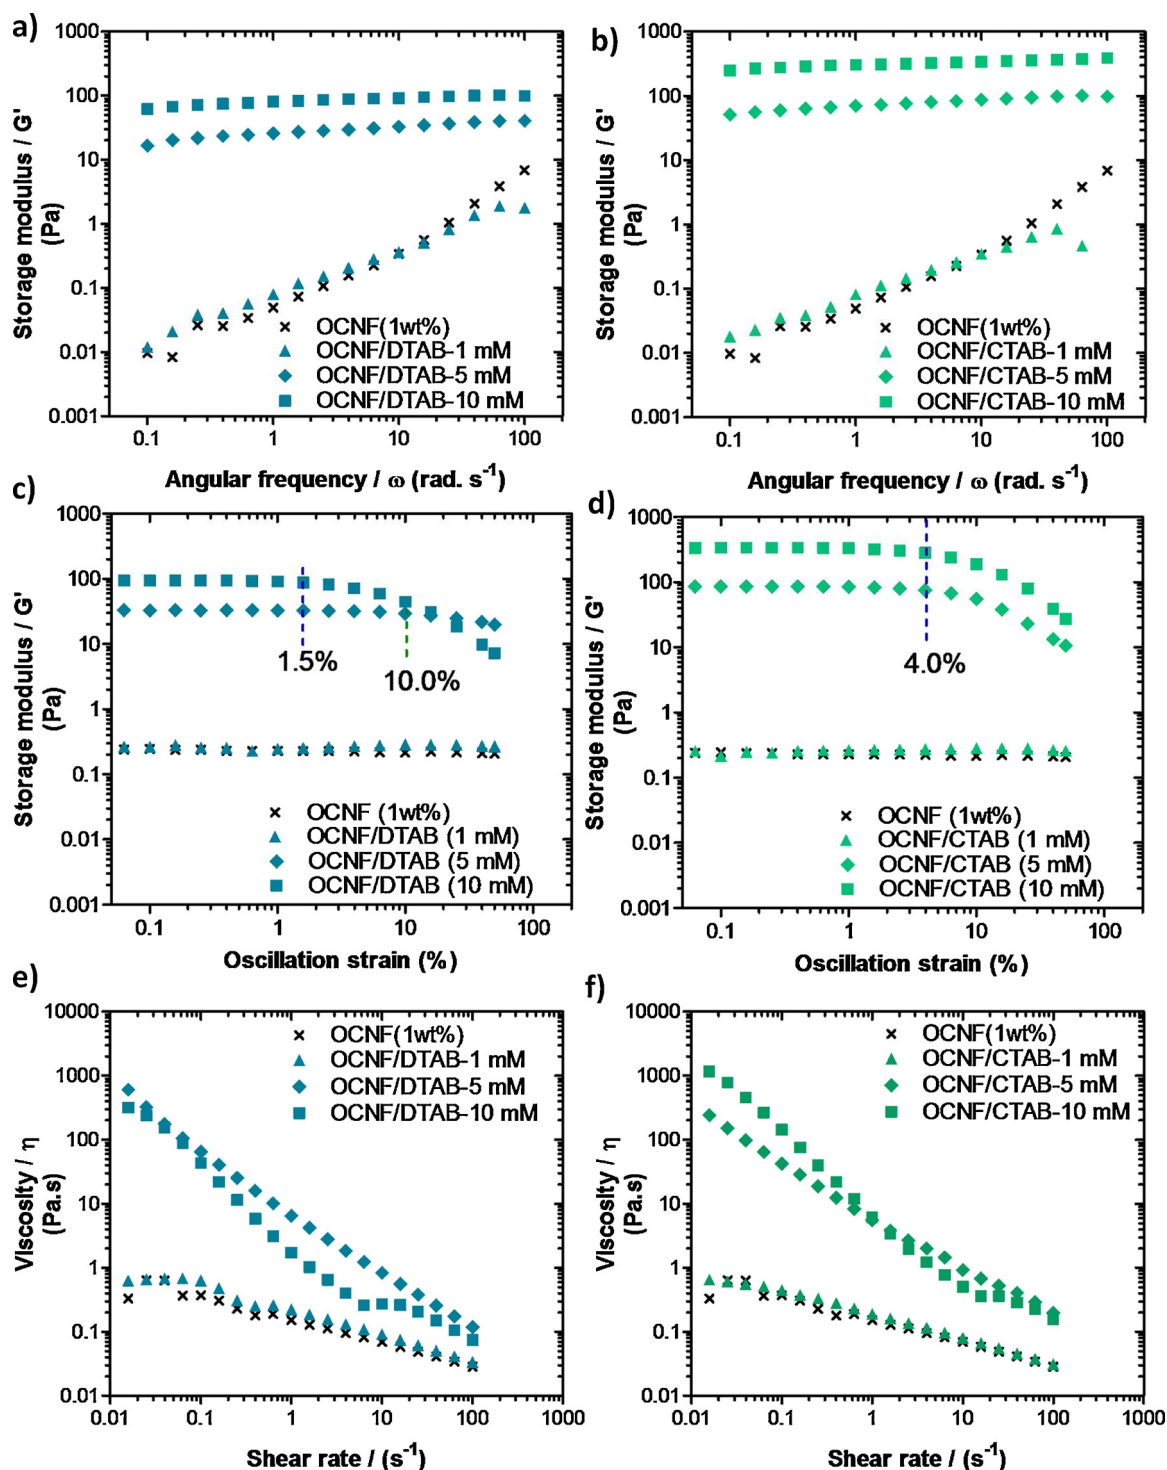 a)
1000
100
10
1
0.1
0.01
0.001
Storage modulus / G'
(Pa)
OCNF(1wt%)
OCNF/DTAB-1 mM
OCNF/DTAB-5 mM
OCNF/DTAB-10 mM
0.1
1
10
100
Angular frequency / ω (rad. s⁻¹)
b)
1000
100
10
1
0.1
0.01
0.001
Storage modulus / G'
(Pa)
OCNF(1wt%)
OCNF/CTAB-1 mM
OCNF/CTAB-5 mM
OCNF/CTAB-10 mM
0.1
1
10
100
Angular frequency / ω (rad. s⁻¹)
c)
1000
100
10
1
0.1
0.01
0.001
Storage modulus / G'
(Pa)
1.5%
10.0%
OCNF (1wt%)
OCNF/DTAB (1 mM)
OCNF/DTAB (5 mM)
OCNF/DTAB (10 mM)
0.1
1
10
100
Oscillation strain (%)
d)
1000
100
10
1
0.1
0.01
0.001
Storage modulus / G'
(Pa)
4.0%
OCNF (1wt%)
OCNF/CTAB (1 mM)
OCNF/CTAB (5 mM)
OCNF/CTAB (10 mM)
0.1
1
10
100
Oscillation strain (%)
e)
10000
1000
100
10
1
0.1
0.01
Viscosity / η
(Pa.s)
OCNF(1wt%)
OCNF/DTAB-1 mM
OCNF/DTAB-5 mM
OCNF/DTAB-10 mM
0.01
0.1
1
10
100
1000
Shear rate / (s⁻¹)
f)
10000
1000
100
10
1
0.1
0.01
Viscosity / η
(Pa.s)
OCNF(1wt%)
OCNF/CTAB-1 mM
OCNF/CTAB-5 mM
OCNF/CTAB-10 mM
0.01
0.1
1
10
100
1000
Shear rate / (s⁻¹)